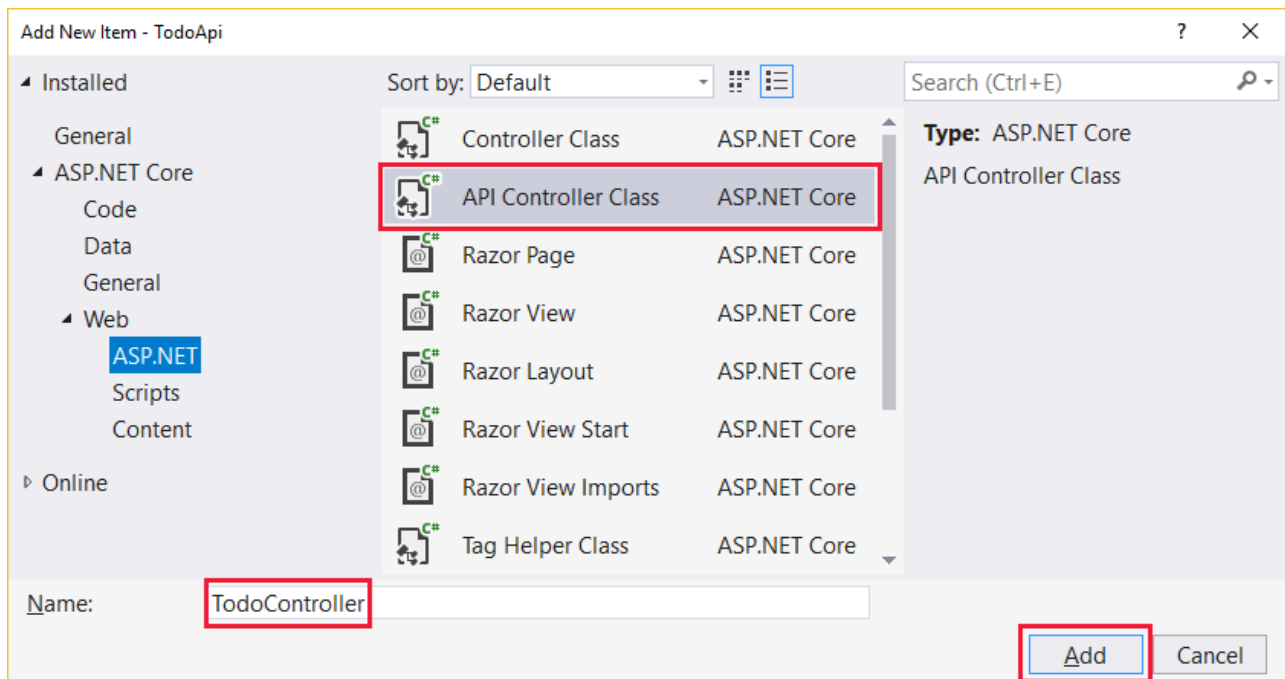 Add New Item - TodoApi
?
Installed
Sort by: Default
Search (Ctrl+E)
General
ASP.NET Core
Code
Data
General
Web
ASP.NET
Scripts
Content
Online
C# Controller Class ASP.NET Core
C# API Controller Class ASP.NET Core
C# @ Razor Page ASP.NET Core
C# @ Razor View ASP.NET Core
C# @ Razor Layout ASP.NET Core
C# @ Razor View Start ASP.NET Core
C# @ Razor View Imports ASP.NET Core
C# Tag Helper Class ASP.NET Core
Type: ASP.NET Core
API Controller Class
Name: TodoController
Add Cancel